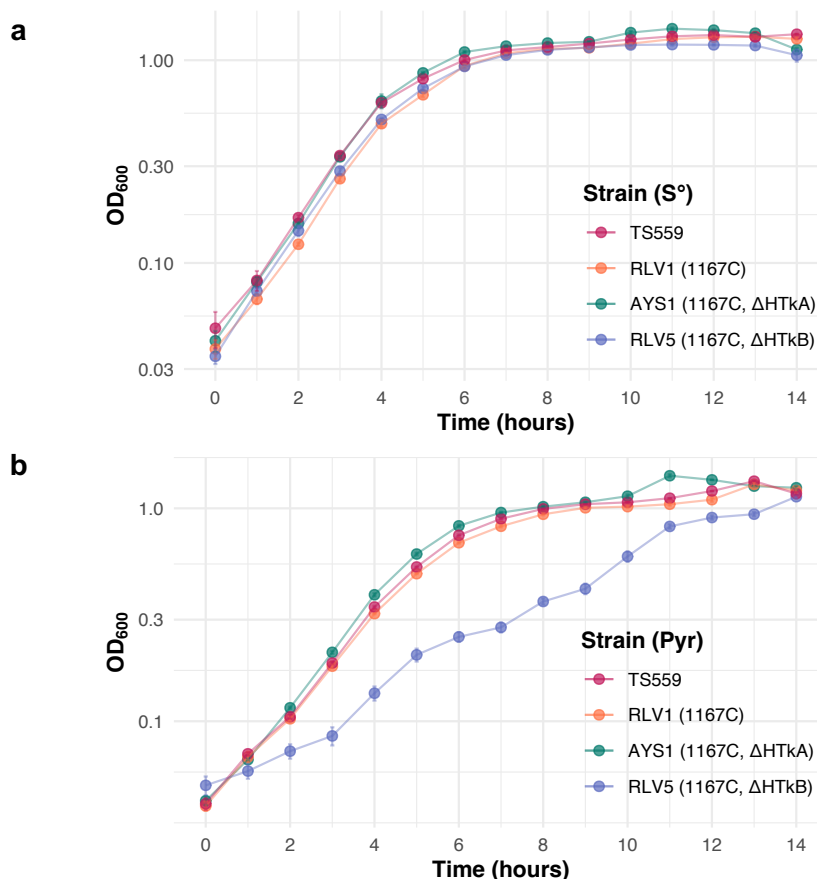 a
1.00
0.30
0.10
0.03
OD600
Strain (S°)
TS559
RLV1 (1167C)
AYS1 (1167C, ΔHTkA)
RLV5 (1167C, ΔHTkB)
0 2 4 6 8 10 12 14
Time (hours)
b
1.0
0.3
0.1
OD600
Strain (Pyr)
TS559
RLV1 (1167C)
AYS1 (1167C, ΔHTkA)
RLV5 (1167C, ΔHTkB)
0 2 4 6 8 10 12 14
Time (hours)